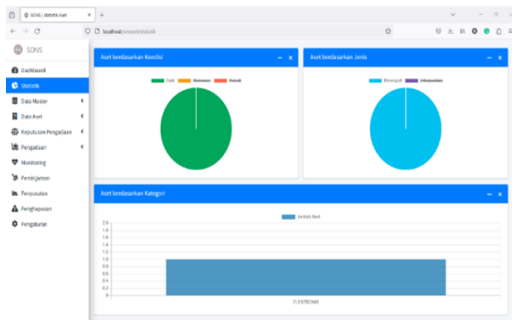 SONS | Statistik Aset
localhost/simaset/statistik
SONS
Dashboard
Statistik
Data Master
Data Aset
Keputusan Pengadaan
Pengadaan
Monitoring
Peminjaman
Penyusutan
Penghapusan
Pengaturan
Aset berdasarkan Kondisi
Baik
Rusak
Aset berdasarkan Jenis
Aset berdasarkan Kategori
Jumlah Aset
2.0
1.8
1.6
1.4
1.2
1.0
0.8
0.6
0.4
0.2
0
ELEKTRONIK